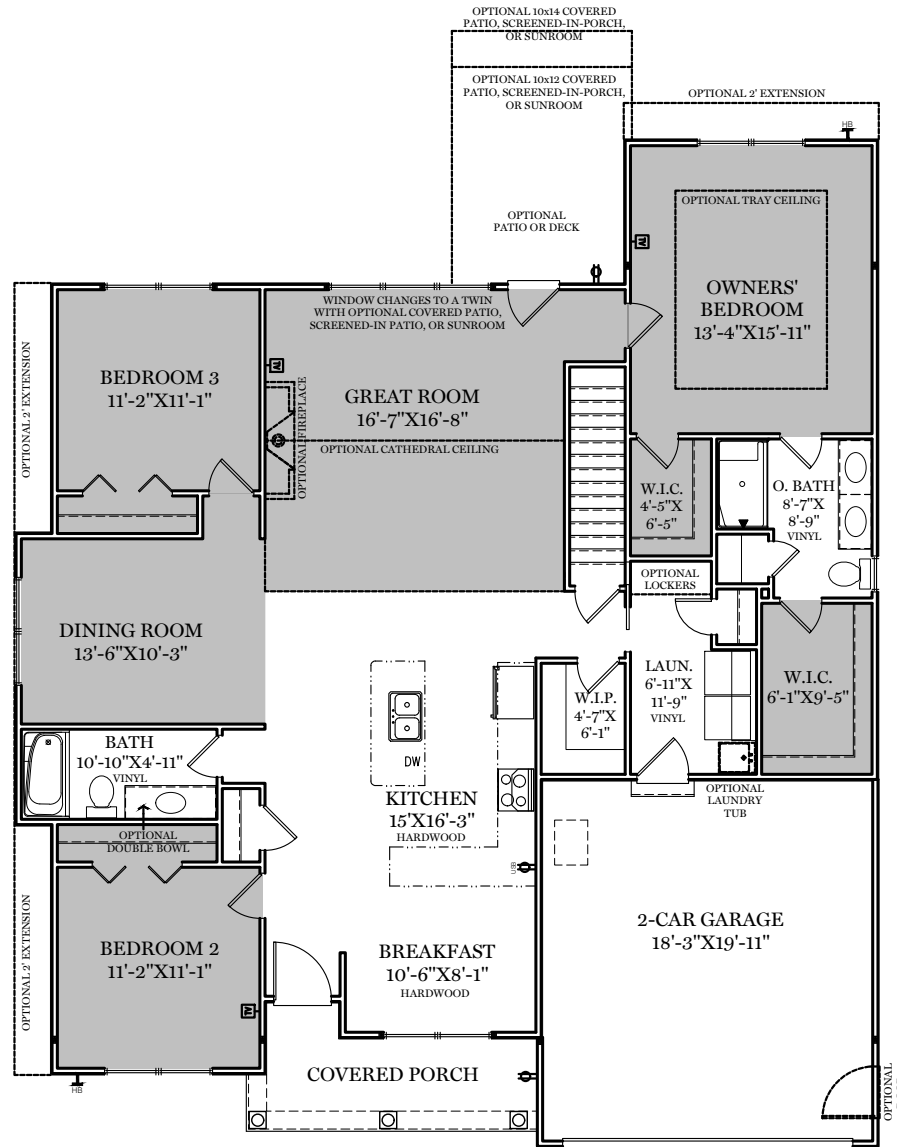 OPTIONAL 10x14 COVERED
PATIO, SCREENED-IN-PORCH,
OR SUNROOM
OPTIONAL 10x12 COVERED
PATIO, SCREENED-IN-PORCH,
OR SUNROOM
OPTIONAL 2' EXTENSION
HB
OPTIONAL
PATIO OR DECK
OPTIONAL TRAY CEILING
TV
OWNERS'
BEDROOM
13'-4"X15'-11"
WINDOW CHANGES TO A TWIN
WITH OPTIONAL COVERED PATIO,
SCREENED-IN PATIO, OR SUNROOM
OPTIONAL 2' EXTENSION
BEDROOM 3
11'-2"X11'-1"
TV
GREAT ROOM
16'-7"X16'-8"
OPTIONAL FIREPLACE
OPTIONAL CATHEDRAL CEILING
W.I.C.
4'-5"X
6'-5"
O. BATH
8'-7"X
8'-9"
VINYL
OPTIONAL
LOCKERS
DINING ROOM
13'-6"X10'-3"
W.I.P.
4'-7"X
6'-1"
LAUN.
6'-11"X
11'-9"
VINYL
W.I.C.
6'-1"X9'-5"
BATH
10'-10"X4'-11"
VINYL
DW
OPTIONAL
LAUNDRY
TUB
KITCHEN
15'X16'-3"
HARDWOOD
OPTIONAL
DOUBLE BOWL
USB
OPTIONAL 2' EXTENSION
BEDROOM 2
11'-2"X11'-1"
TV
BREAKFAST
10'-6"X8'-1"
HARDWOOD
2-CAR GARAGE
18'-3"X19'-11"
COVERED PORCH
HB
OPTIONAL